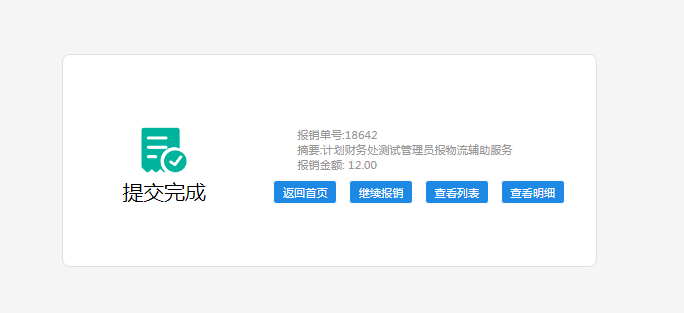 报销单号:18642
摘要:计划财务处测试管理员报物流辅助服务
报销金额: 12.00
提交完成
返回首页 继续报销 查看列表 查看明细